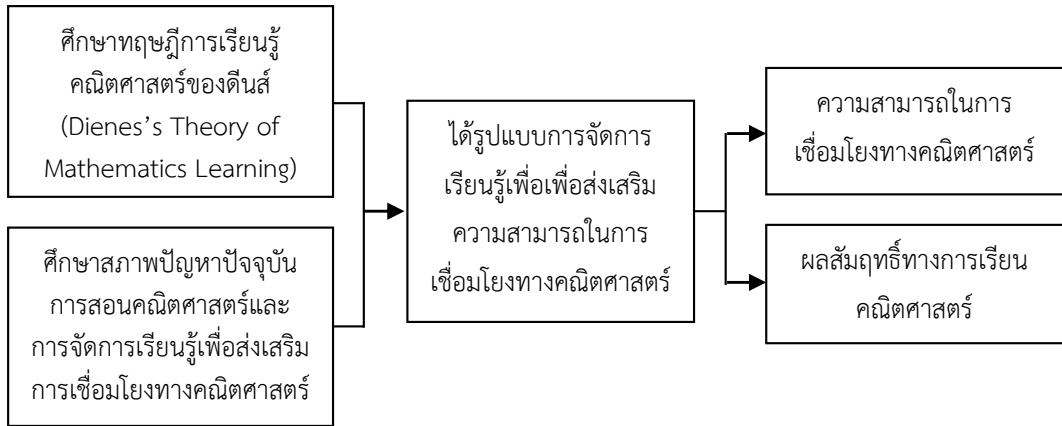 ศึกษาทฤษฎีการเรียนรู้
คณิตศาสตร์ของดีนส์
(Dienes's Theory of
Mathematics Learning)
ศึกษาสภาพปัญหาปัจจุบัน
การสอนคณิตศาสตร์และ
การจัดการเรียนรู้เพื่อส่งเสริม
การเชื่อมโยงทางคณิตศาสตร์
ได้รูปแบบการจัดการ
เรียนรู้เพื่อเพื่อส่งเสริม
ความสามารถในการ
เชื่อมโยงทางคณิตศาสตร์
ความสามารถในการ
เชื่อมโยงทางคณิตศาสตร์
ผลสัมฤทธิ์ทางการเรียน
คณิตศาสตร์